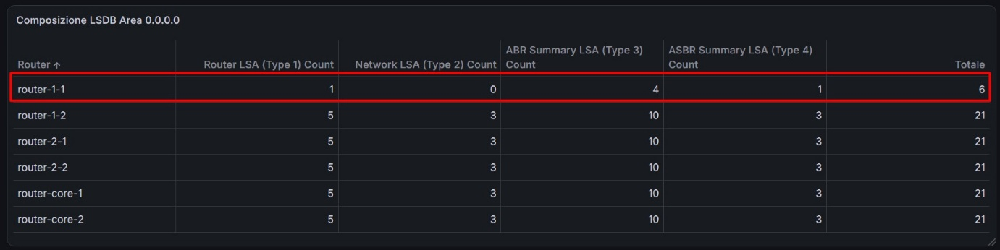 Composizione LSDB Area 0.0.0.0
Router ↑ Router LSA (Type 1) Count Network LSA (Type 2) Count ABR Summary LSA (Type 3) Count ASBR Summary LSA (Type 4) Count Totale
router-1-1 1 0 4 1 6
router-1-2 5 3 10 3 21
router-2-1 5 3 10 3 21
router-2-2 5 3 10 3 21
router-core-1 5 3 10 3 21
router-core-2 5 3 10 3 21